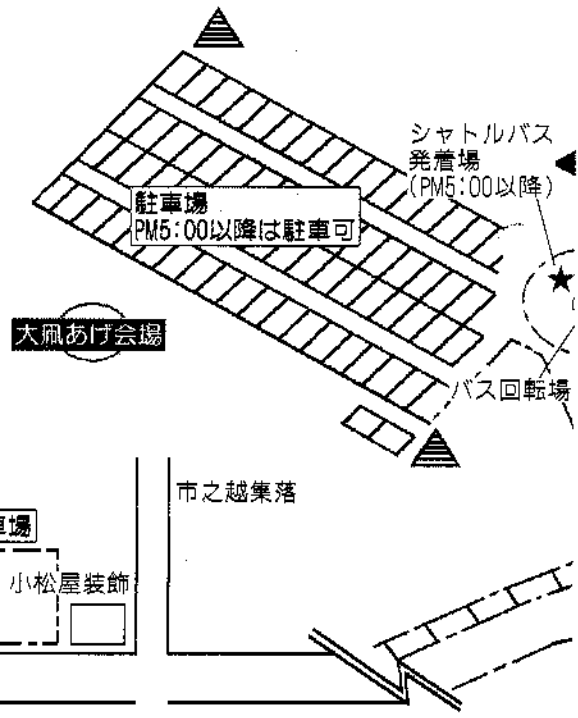 シャトルバス
発着場
(PM5:00以降)
駐車場
PM5:00以降は駐車可
大凧あげ会場
バス回転場
市之越集落
車場
小松屋装飾